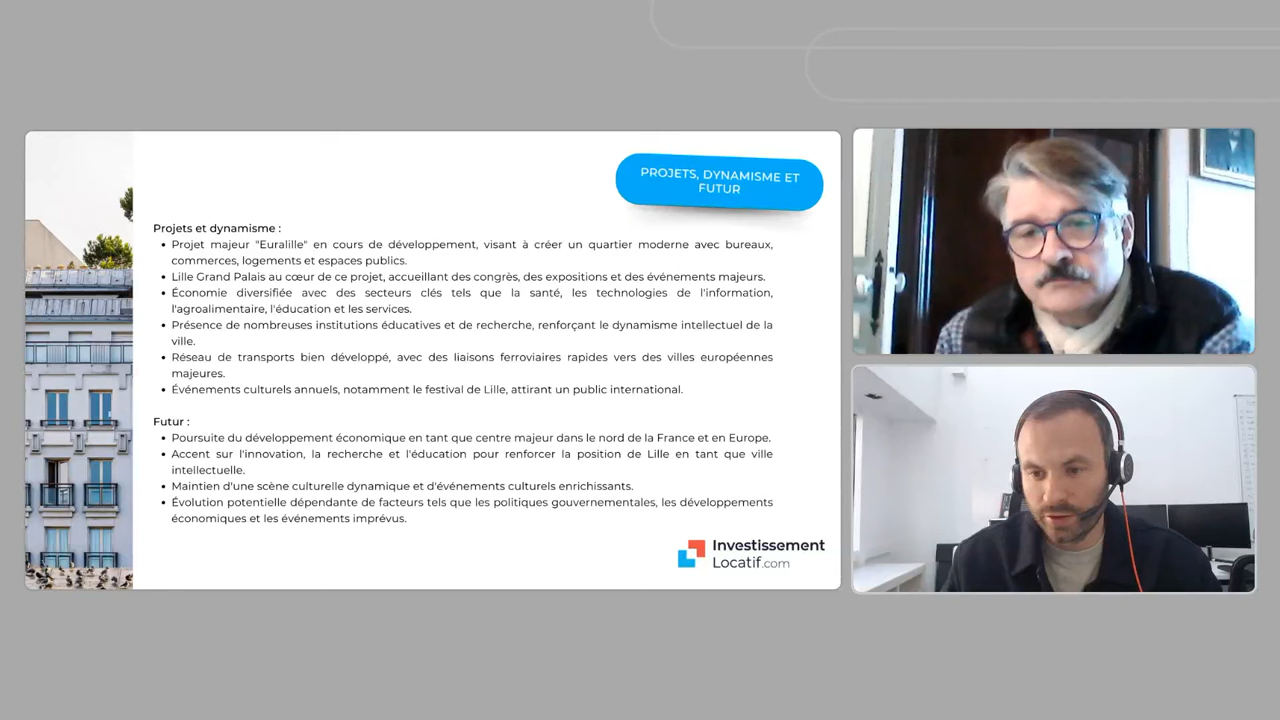 PROJETS, DYNAMISME ET
FUTUR
Projets et dynamisme :
• Projet majeur "Euralille" en cours de développement, visant à créer un quartier moderne avec bureaux,
commerces, logements et espaces publics.
• Lille Grand Palais au cœur de ce projet, accueillant des congrès, des expositions et des événements majeurs.
• Économie diversifiée avec des secteurs clés tels que la santé, les technologies de l'information,
l'agroalimentaire, l'éducation et les services.
• Présence de nombreuses institutions éducatives et de recherche, renforçant le dynamisme intellectuel de la
ville.
• Réseau de transports bien développé, avec des liaisons ferroviaires rapides vers des villes européennes
majeures.
• Événements culturels annuels, notamment le festival de Lille, attirant un public international.
Futur :
• Poursuite du développement économique en tant que centre majeur dans le nord de la France et en Europe.
• Accent sur l'innovation, la recherche et l'éducation pour renforcer la position de Lille en tant que ville
intellectuelle.
• Maintien d'une scène culturelle dynamique et d'événements culturels enrichissants.
• Évolution potentielle dépendante de facteurs tels que les politiques gouvernementales, les développements
économiques et les événements imprévus.
Investissement
Locatif.com